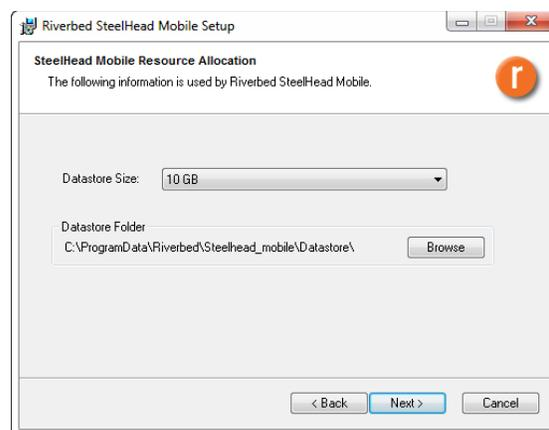 Riverbed SteelHead Mobile Setup
SteelHead Mobile Resource Allocation
The following information is used by Riverbed SteelHead Mobile.
r
Datastore Size: 10 GB
Datastore Folder
C:\ProgramData\Riverbed\Steelhead_mobile\Datastore\ Browse
< Back Next > Cancel